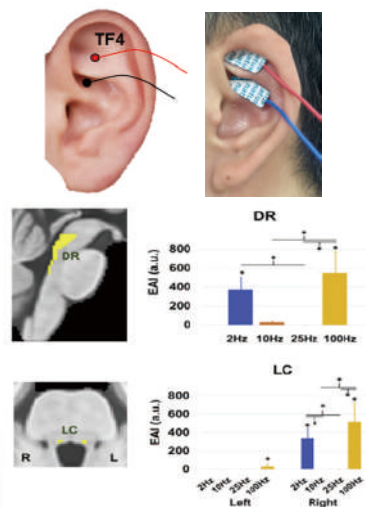 TF4
DR
DR
EAI (a.u.)
800
600
400
200
0
2Hz 10Hz 25Hz 100Hz
LC
R L
LC
EAI (a.u.)
800
600
400
200
0
2Hz 10Hz 25Hz 100Hz 2Hz 10Hz 25Hz 100Hz
Left Right